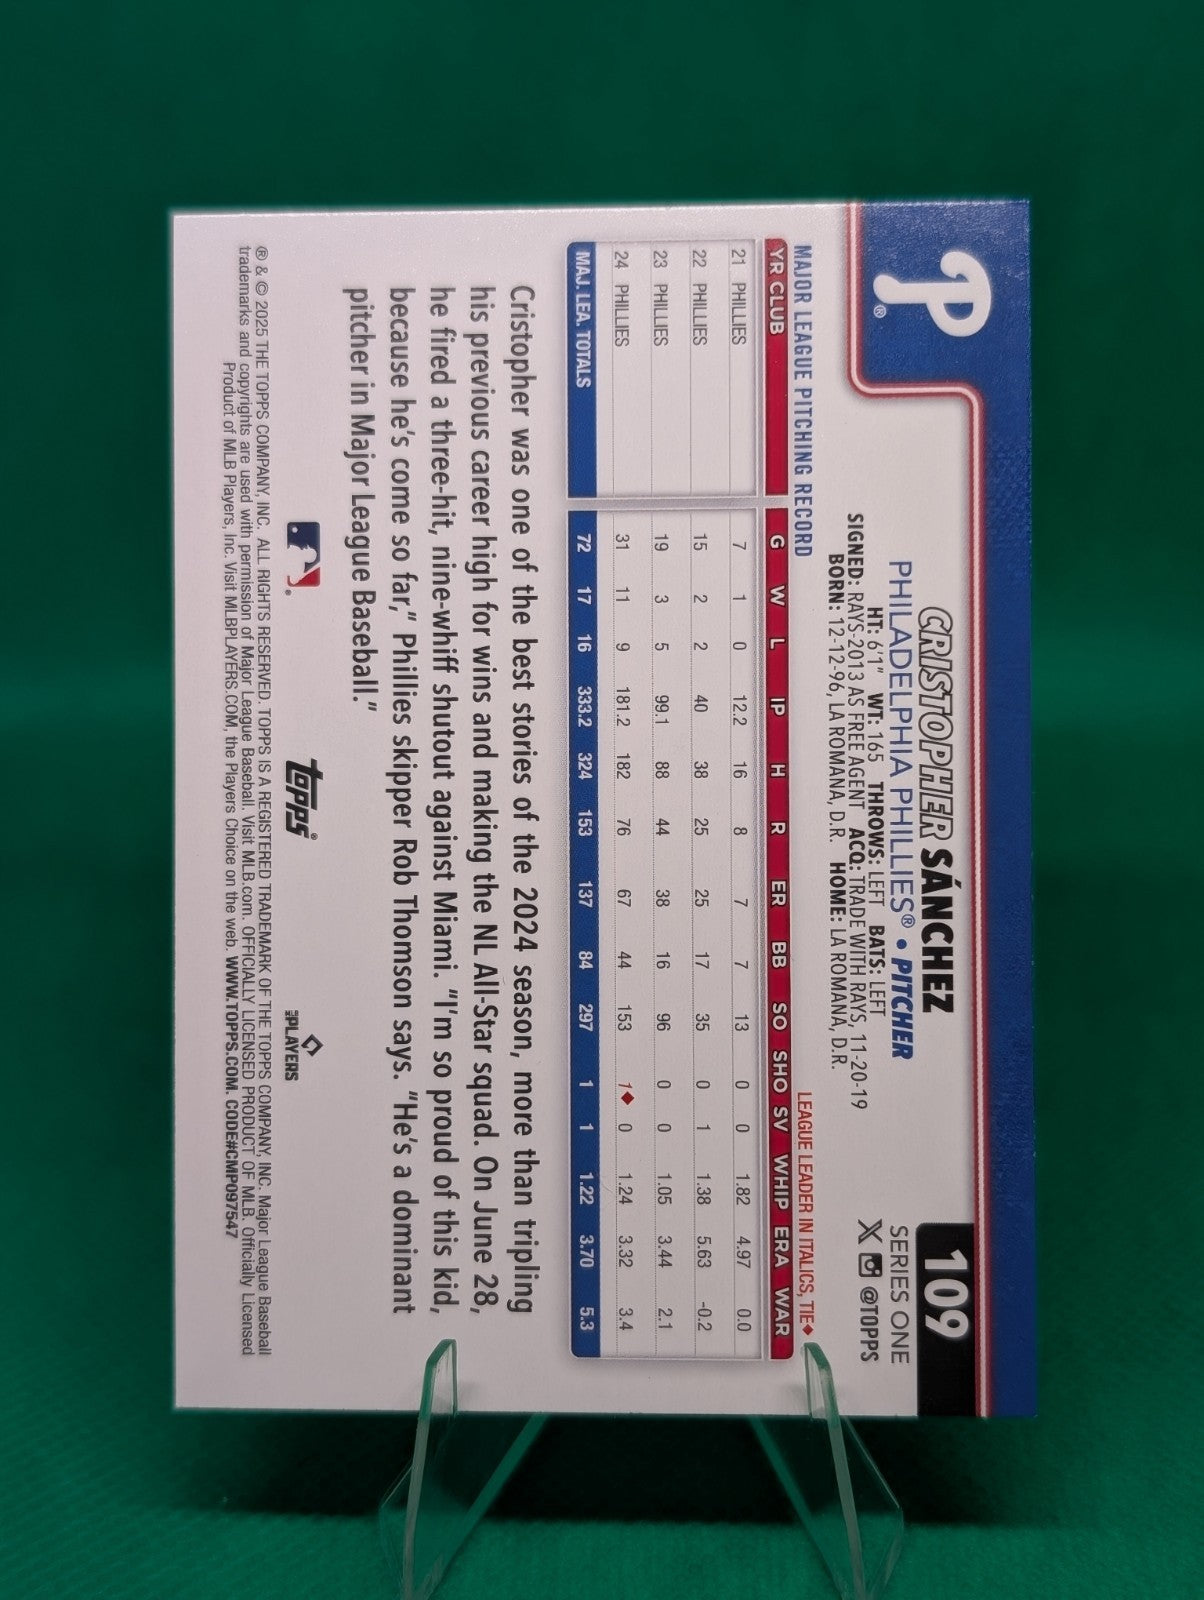 P®
109
CRISTOPHER SÁNCHEZ
PHILADELPHIA PHILLIES® • PITCHER
HT: 6'1" WT: 165 THROWS: LEFT BATS: LEFT
SIGNED: RAYS-2013 AS FREE AGENT ACQ: TRADE WITH RAYS, 11-20-19
BORN: 12-12-96, LA ROMANA, D.R. HOME: LA ROMANA, D.R.
SERIES ONE
X @TOPPS
MAJOR LEAGUE PITCHING RECORD
LEAGUE LEADER IN ITALICS, TIE♦
YR CLUB G W L IP H R ER BB SO SHO SV WHIP ERA WAR
21 PHILLIES 7 1 0 12.2 16 8 7 7 13 0 0 1.82 4.97 0.0
22 PHILLIES 15 2 2 40 38 25 25 17 35 0 1 1.38 5.63 -0.2
23 PHILLIES 19 3 5 99.1 88 44 38 16 96 0 0 1.05 3.44 2.1
24 PHILLIES 31 11 9 181.2 182 76 67 44 153 1♦ 0 1.24 3.32 3.4
MAJ. LEA. TOTALS 72 17 16 333.2 324 153 137 84 297 1 1 1.22 3.70 5.3
Cristopher was one of the best stories of the 2024 season, more than tripling
his previous career high for wins and making the NL All-Star squad. On June 28,
he fired a three-hit, nine-whiff shutout against Miami. "I'm so proud of this kid,
because he's come so far," Phillies skipper Rob Thomson says. "He's a dominant
pitcher in Major League Baseball."
topps®
MLB PLAYERS
® & © 2025 THE TOPPS COMPANY, INC. ALL RIGHTS RESERVED. TOPPS IS A REGISTERED TRADEMARK OF THE TOPPS COMPANY, INC. Major League Baseball
trademarks and copyrights are used with permission of Major League Baseball. Visit MLB.com. OFFICIALLY LICENSED PRODUCT OF MLB. Officially Licensed
Product of MLB Players, Inc. Visit MLBPLAYERS.COM, the Players Choice on the web. WWW.TOPPS.COM. CODE#CMP097547